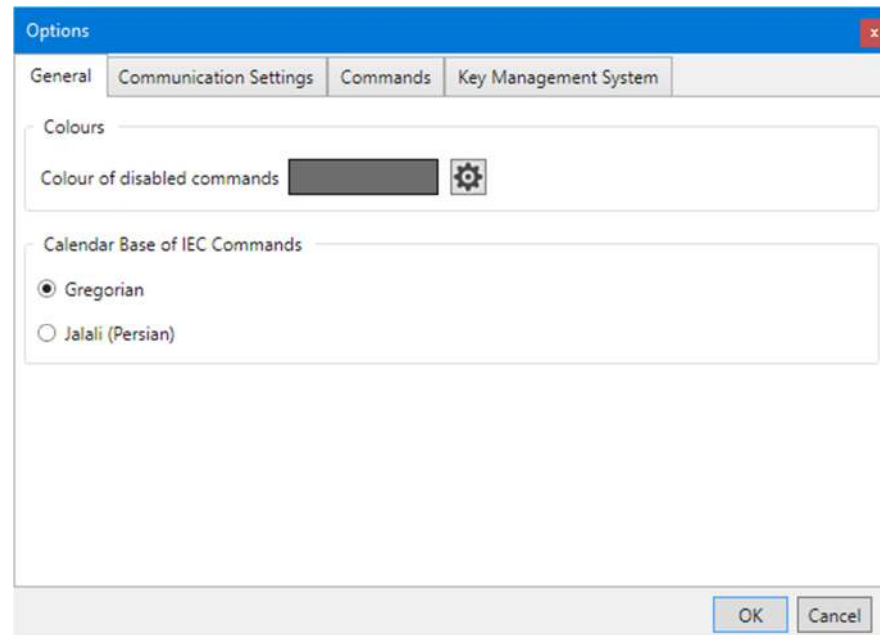 Options
x
General Communication Settings Commands Key Management System
Colours
Colour of disabled commands
Calendar Base of IEC Commands
Gregorian
Jalali (Persian)
OK Cancel